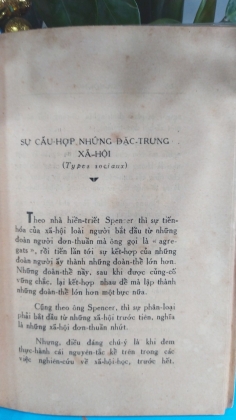 SỰ CẤU-HỢP NHỮNG ĐẶC-TRƯNG
XÃ-HỘI
(Types sociaux)
Theo nhà hiền-triết Spencer thì sự tiến-
hóa của xã hội loài người bắt đầu từ những
đoàn người đơn-thuần mà ông gọi là « agré-
gats », rồi tiến lần tới sự kết-hợp của những
đoàn người ấy thành những đoàn-thể lớn hơn.
Những đoàn-thể này, sau khi được củng-cố
vững chắc, lại kết-hợp nhau để mà lập thành
những đoàn-thể lớn hơn một bực nữa.
Cũng theo ông Spencer, thì sự phân-loại
phải bắt đầu từ những xã-hội trước tiên, nghĩa
là những xã-hội đơn-thuần nhứt.
Nhưng, điều đáng chú-ý là khi đem
thực-hành cái nguyên-tắc kể trên trong các
việc nghiên-cứu về xã-hội-học, trước hết,